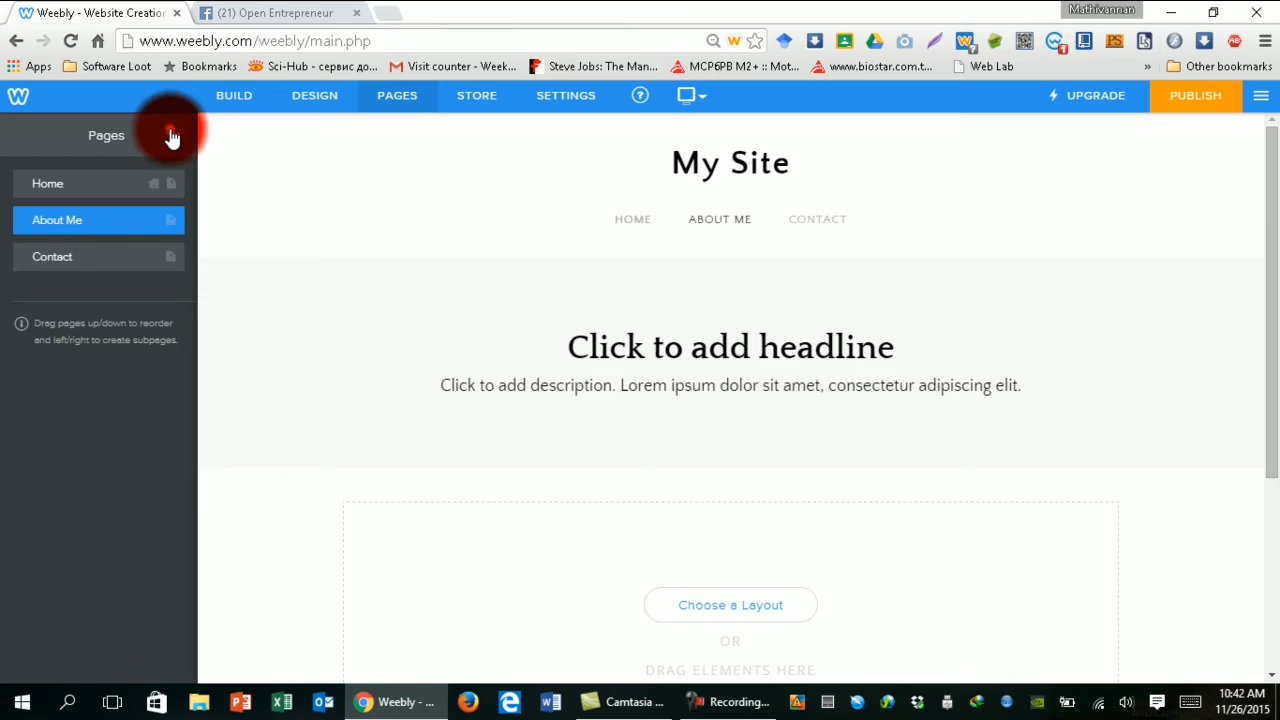 Weebly - Website Creation
(21) Open Entrepreneur
Mathivannan
www.weebly.com/weebly/main.php
Apps
Software Loot
Bookmarks
Sci-Hub - сервис до...
Visit counter - Week...
Steve Jobs: The Man...
MCP6PB M2+ :: Mot...
www.biostar.com.t...
Web Lab
»
Other bookmarks
BUILD
DESIGN
PAGES
STORE
SETTINGS
UPGRADE
PUBLISH
Pages
Home
About Me
Contact
Drag pages up/down to reorder
and left/right to create subpages.
My Site
HOME
ABOUT ME
CONTACT
Click to add headline
Click to add description. Lorem ipsum dolor sit amet, consectetur adipiscing elit.
Choose a Layout
OR
DRAG ELEMENTS HERE
Weebly - ...
Camtasia ...
Recording...
10:42 AM
11/26/2015